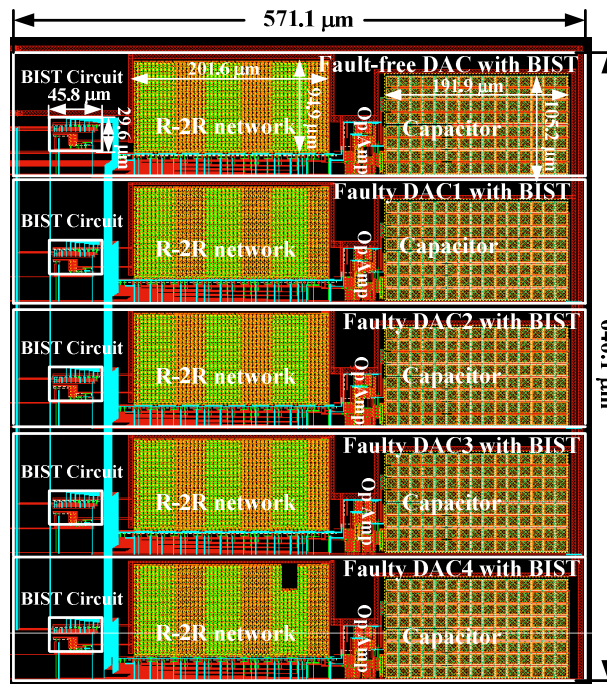 571.1 μm
Fault-free DAC with BIST
BIST Circuit
45.8 μm
29.6 μm
201.6 μm
94.9 μm
R-2R network
Op Amp
191.9 μm
Capacitor
Faulty DAC1 with BIST
BIST Circuit
R-2R network
Op Amp
Capacitor
Faulty DAC2 with BIST
BIST Circuit
R-2R network
Op Amp
Capacitor
Faulty DAC3 with BIST
BIST Circuit
R-2R network
Op Amp
Capacitor
Faulty DAC4 with BIST
BIST Circuit
R-2R network
Op Amp
Capacitor